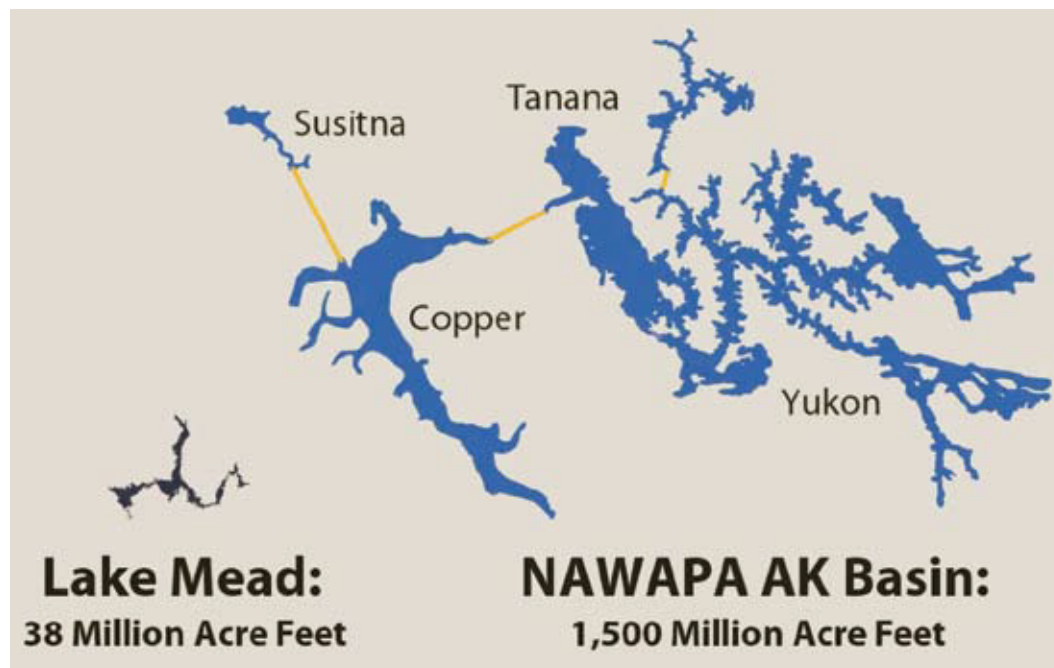 Susitna
Tanana
Copper
Yukon
Lake Mead:
38 Million Acre Feet
NAWAPA AK Basin:
1,500 Million Acre Feet